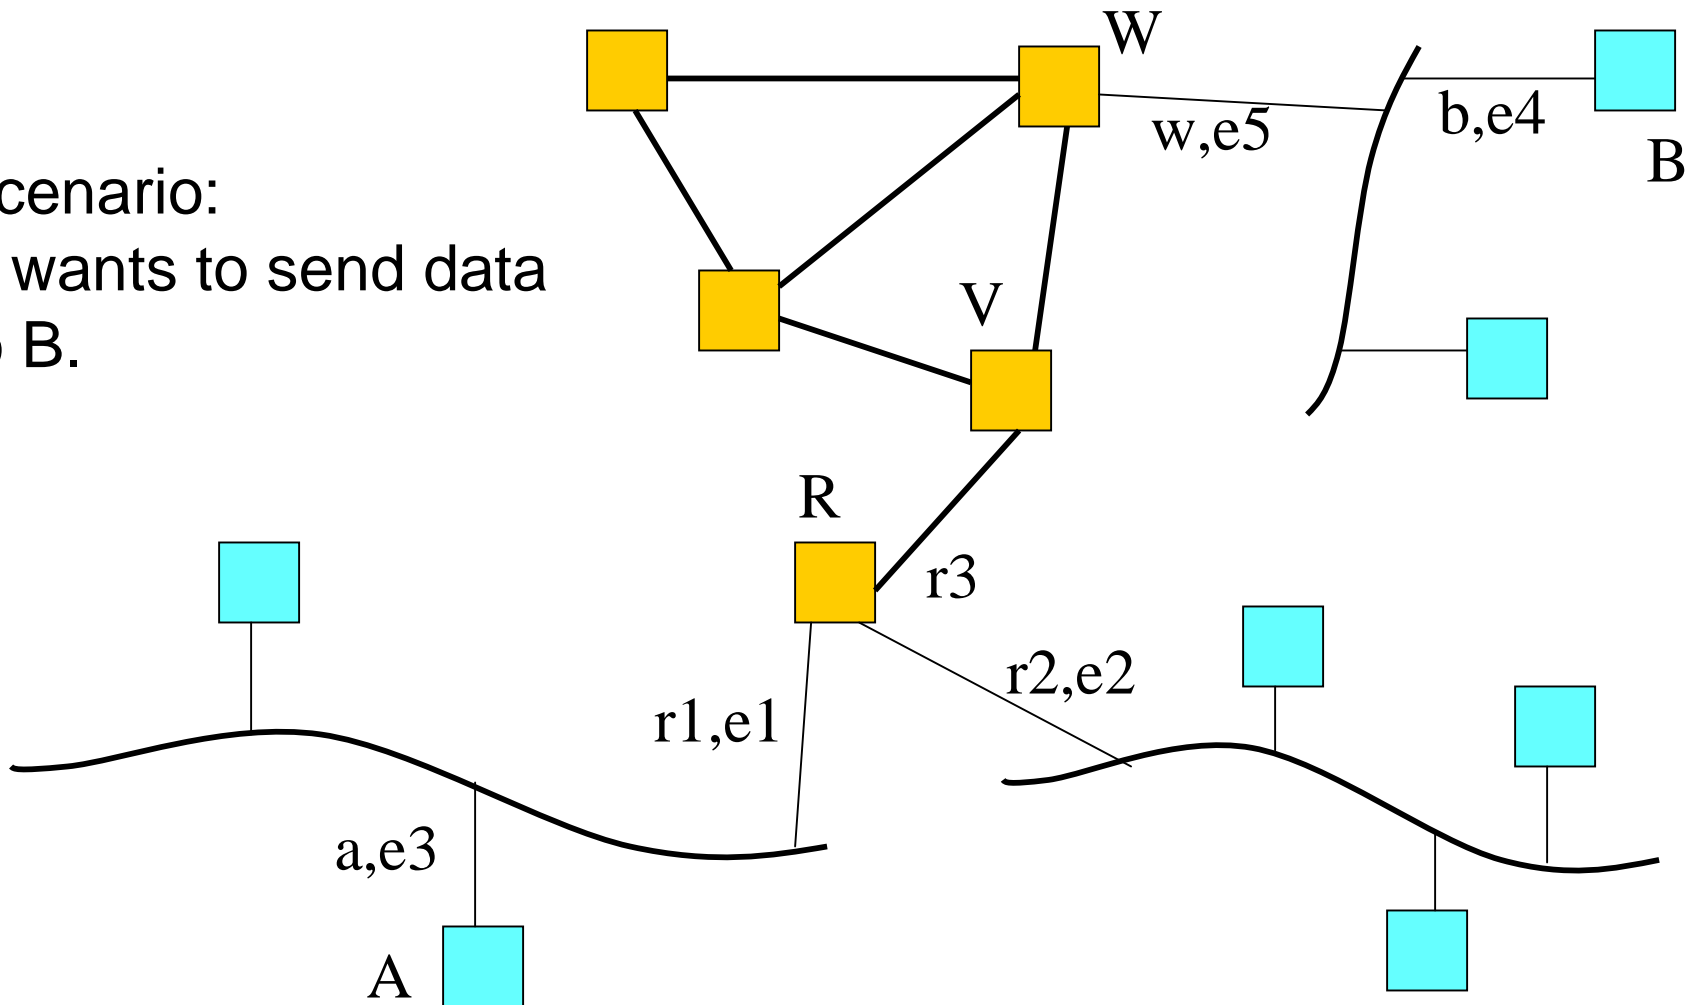 W
w,e5
b,e4
B
cenario:
wants to send data
B.
V
R
r3
r2,e2
r1,e1
a,e3
A